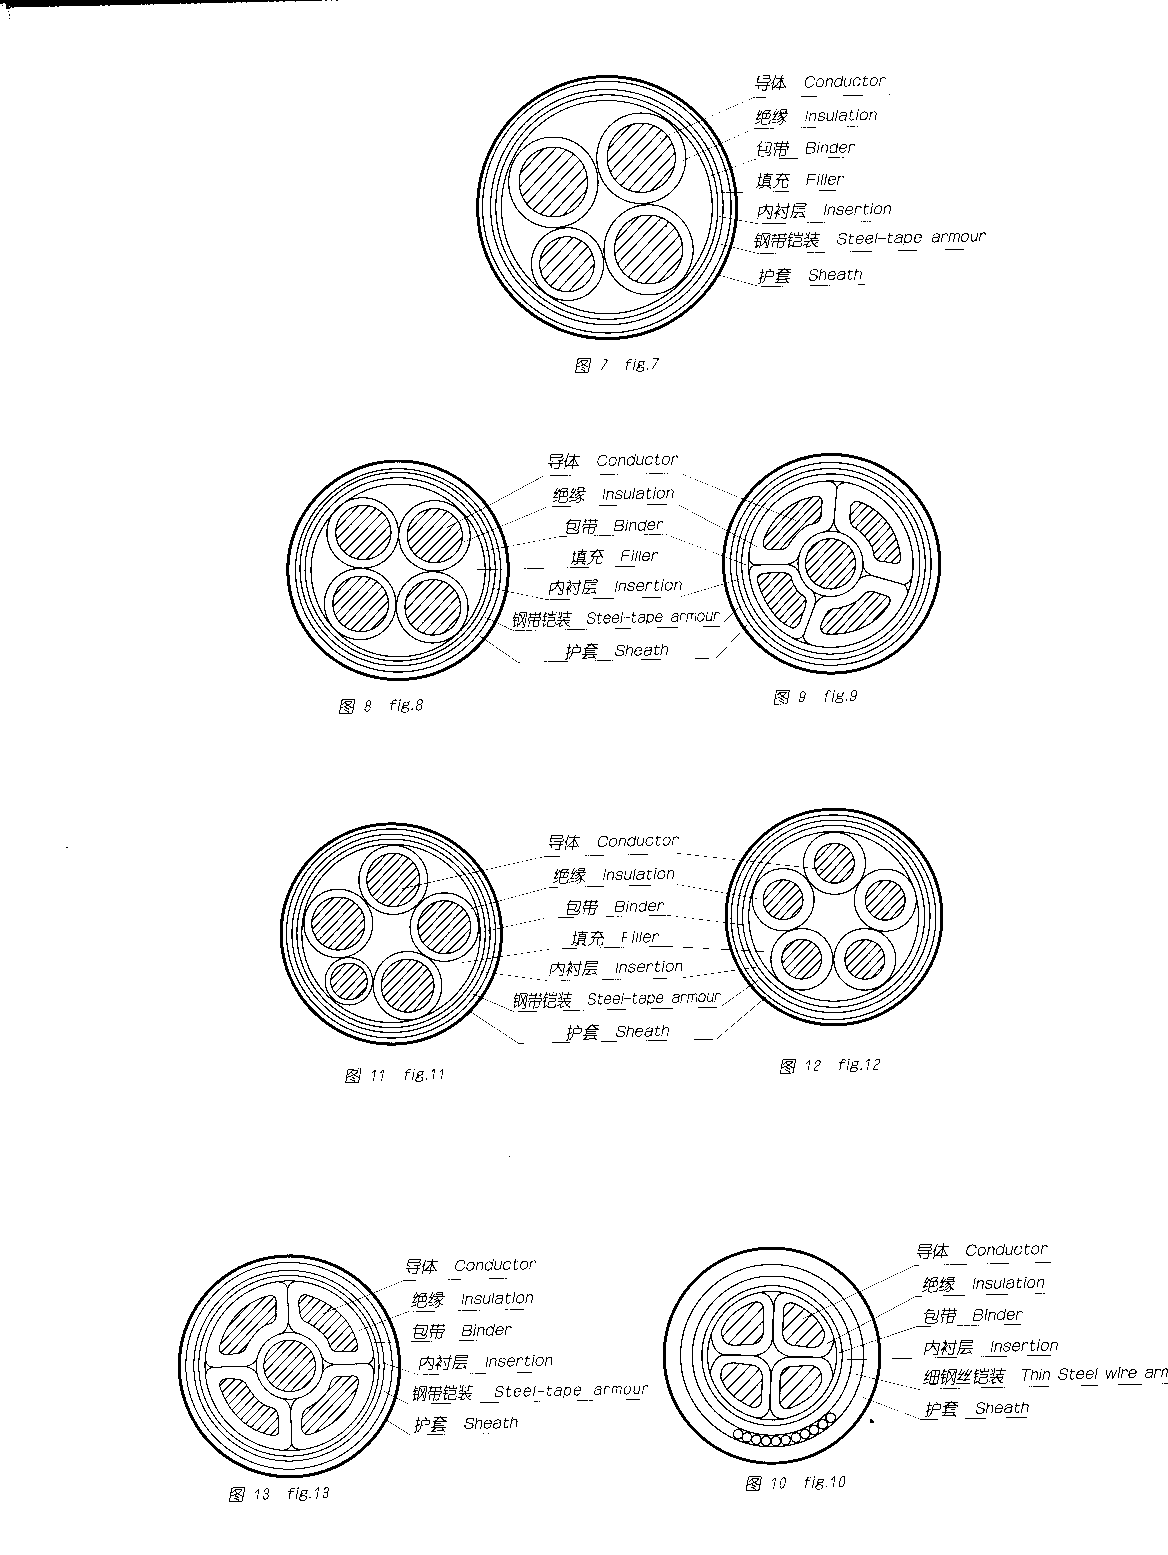 导体 Conductor
绝缘 Insulation
包带 Binder
填充 Filler
内衬层 Insertion
钢带铠装 Steel-tape armour
护套 Sheath
图 7 fig.7
导体 Conductor
绝缘 Insulation
包带 Binder
填充 Filler
内衬层 Insertion
钢带铠装 Steel-tape armour
护套 Sheath
图 8 fig.8
图 9 fig.9
导体 Conductor
绝缘 Insulation
包带 Binder
填充 Filler
内衬层 Insertion
钢带铠装 Steel-tape armour
护套 Sheath
图 11 fig.11
图 12 fig.12
导体 Conductor
绝缘 Insulation
包带 Binder
内衬层 Insertion
钢带铠装 Steel-tape armour
护套 Sheath
图 13 fig.13
导体 Conductor
绝缘 Insulation
包带 Binder
内衬层 Insertion
细钢丝铠装 Thin Steel wire arm
护套 Sheath
图 10 fig.10